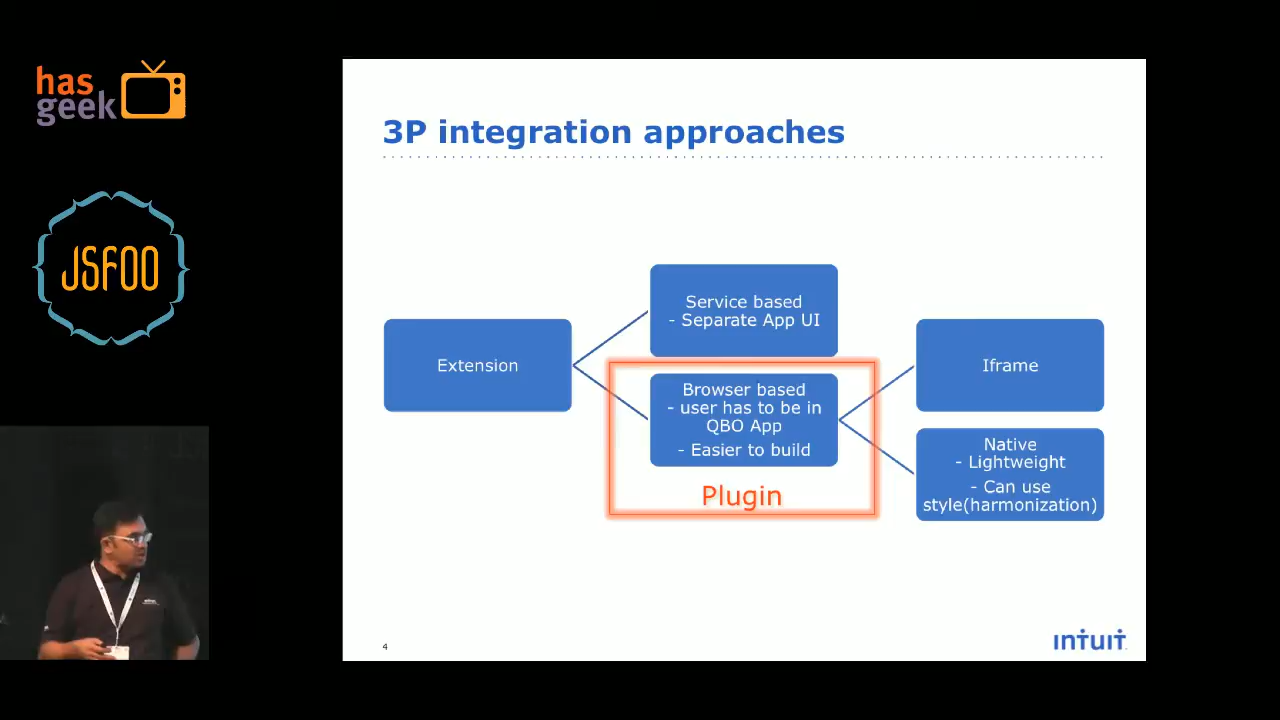 has
geek
JSFOO
3P integration approaches
Extension
Service based
- Separate App UI
Browser based
- user has to be in
QBO App
- Easier to build
Plugin
Iframe
Native
- Lightweight
- Can use
style(harmonization)
4
intuit